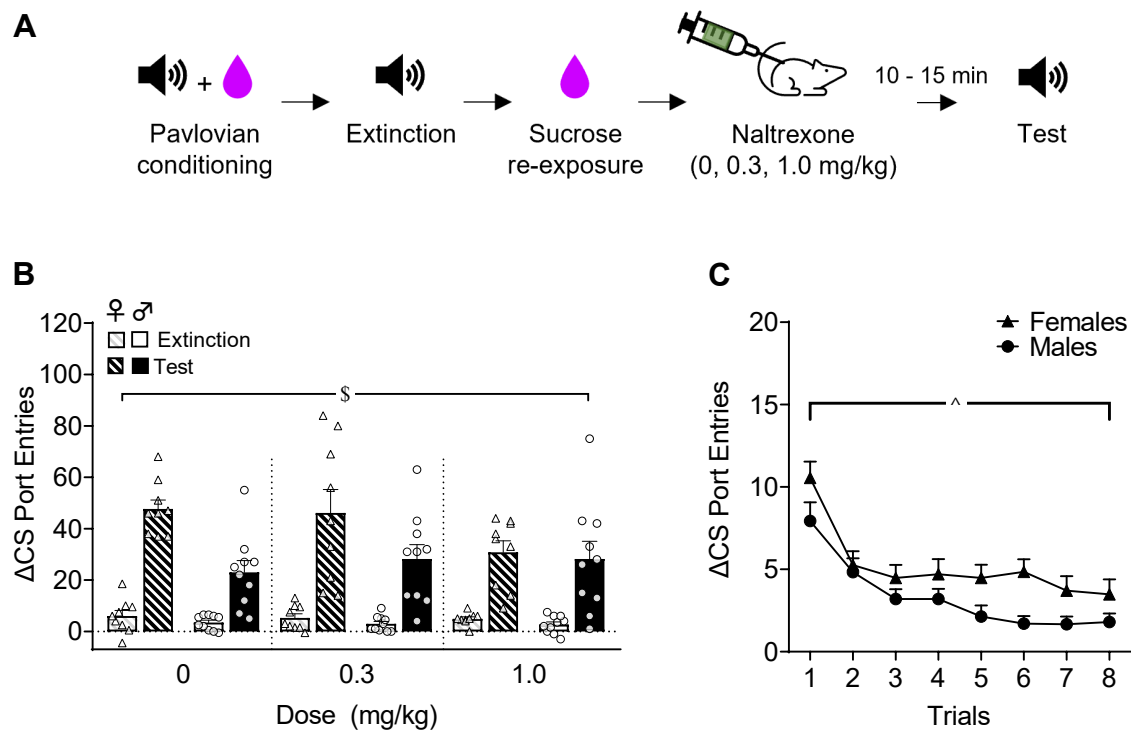 A
+
10 - 15 min
Pavlovian
conditioning
Extinction
Sucrose
re-exposure
Naltrexone
(0, 0.3, 1.0 mg/kg)
Test
B
♀ ♂
Extinction
Test
$
120
100
80
60
40
20
0
ΔCS Port Entries
0 0.3 1.0
Dose (mg/kg)
C
Females
Males
^
20
15
10
5
0
ΔCS Port Entries
1 2 3 4 5 6 7 8
Trials